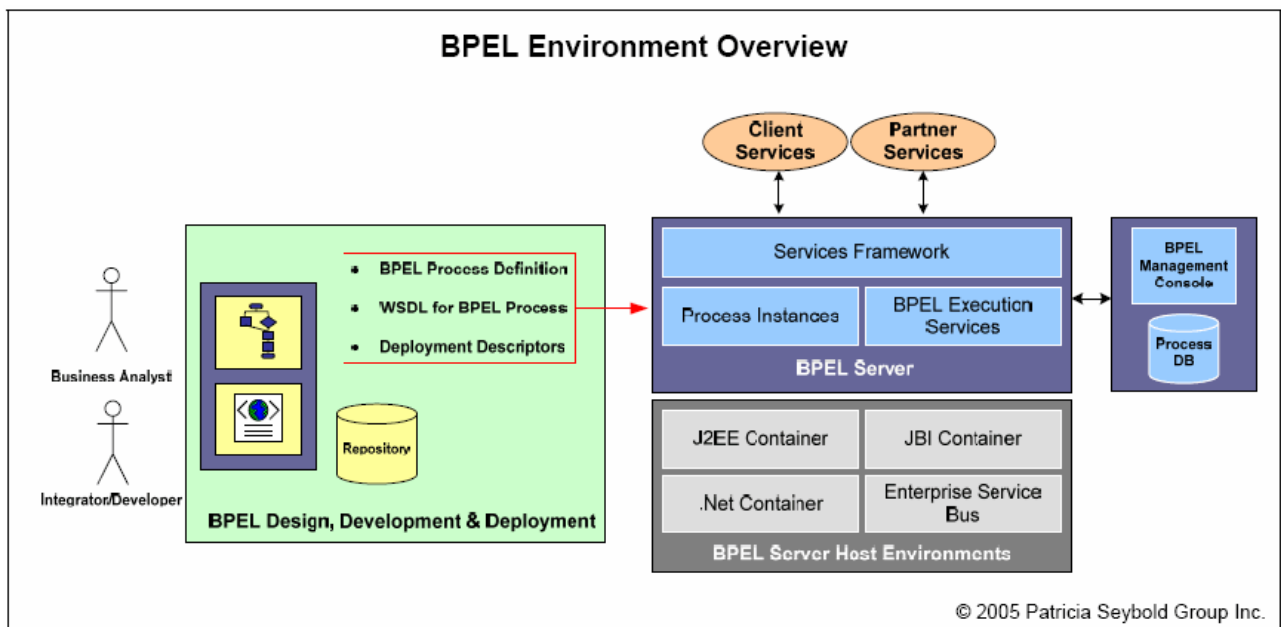 BPEL Environment Overview
Client
Services
Partner
Services
• BPEL Process Definition
• WSDL for BPEL Process
• Deployment Descriptors
Business Analyst
Integrator/Developer
Repository
BPEL Design, Development & Deployment
Services Framework
Process Instances
BPEL Execution
Services
BPEL Server
BPEL
Management
Console
Process
DB
J2EE Container
JBI Container
.Net Container
Enterprise Service
Bus
BPEL Server Host Environments
© 2005 Patricia Seybold Group Inc.